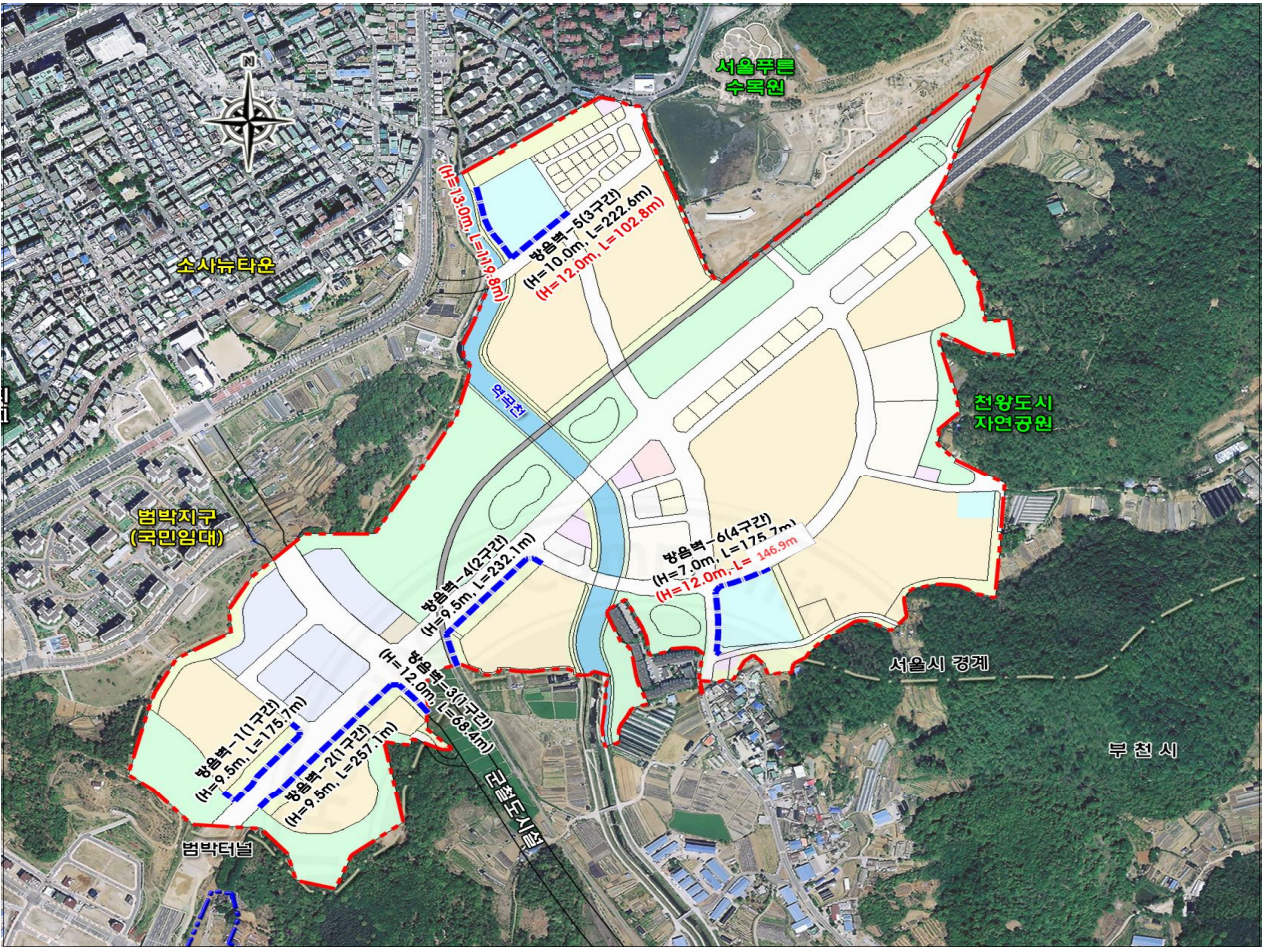 N
서울푸른
수목원
(H=13.0m, L=119.8m)
방음벽-5(3구간)
(H=10.0m, L=222.6m)
(H=12.0m, L=102.8m)
소사뉴타운
역곡천
천왕도시
자연공원
범박지구
(국민임대)
방음벽-4(2구간)
(H=9.5m, L=232.1m)
방음벽-6(4구간)
(H=7.0m, L=175.7m)
(H=12.0m, L= 146.9m
서울시 경계
방음벽-3(1구간)
(H=12.0m, L=68.4m)
방음벽-1(1구간)
(H=9.5m, L=175.7m)
방음벽-2(1구간)
(H=9.5m, L=257.1m)
부 천 시
군철도시설
범박터널